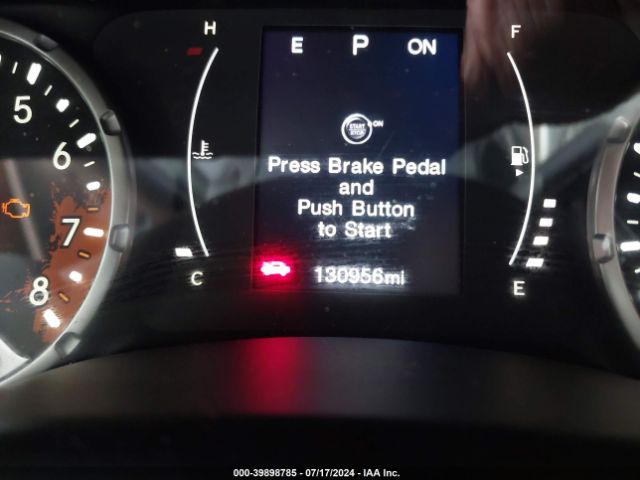 H
E P ON
F
START
STOP
ON
Press Brake Pedal
and
Push Button
to Start
130956mi
C
E
5
6
7
8
000-39898785 - 07/17/2024 - IAA Inc.